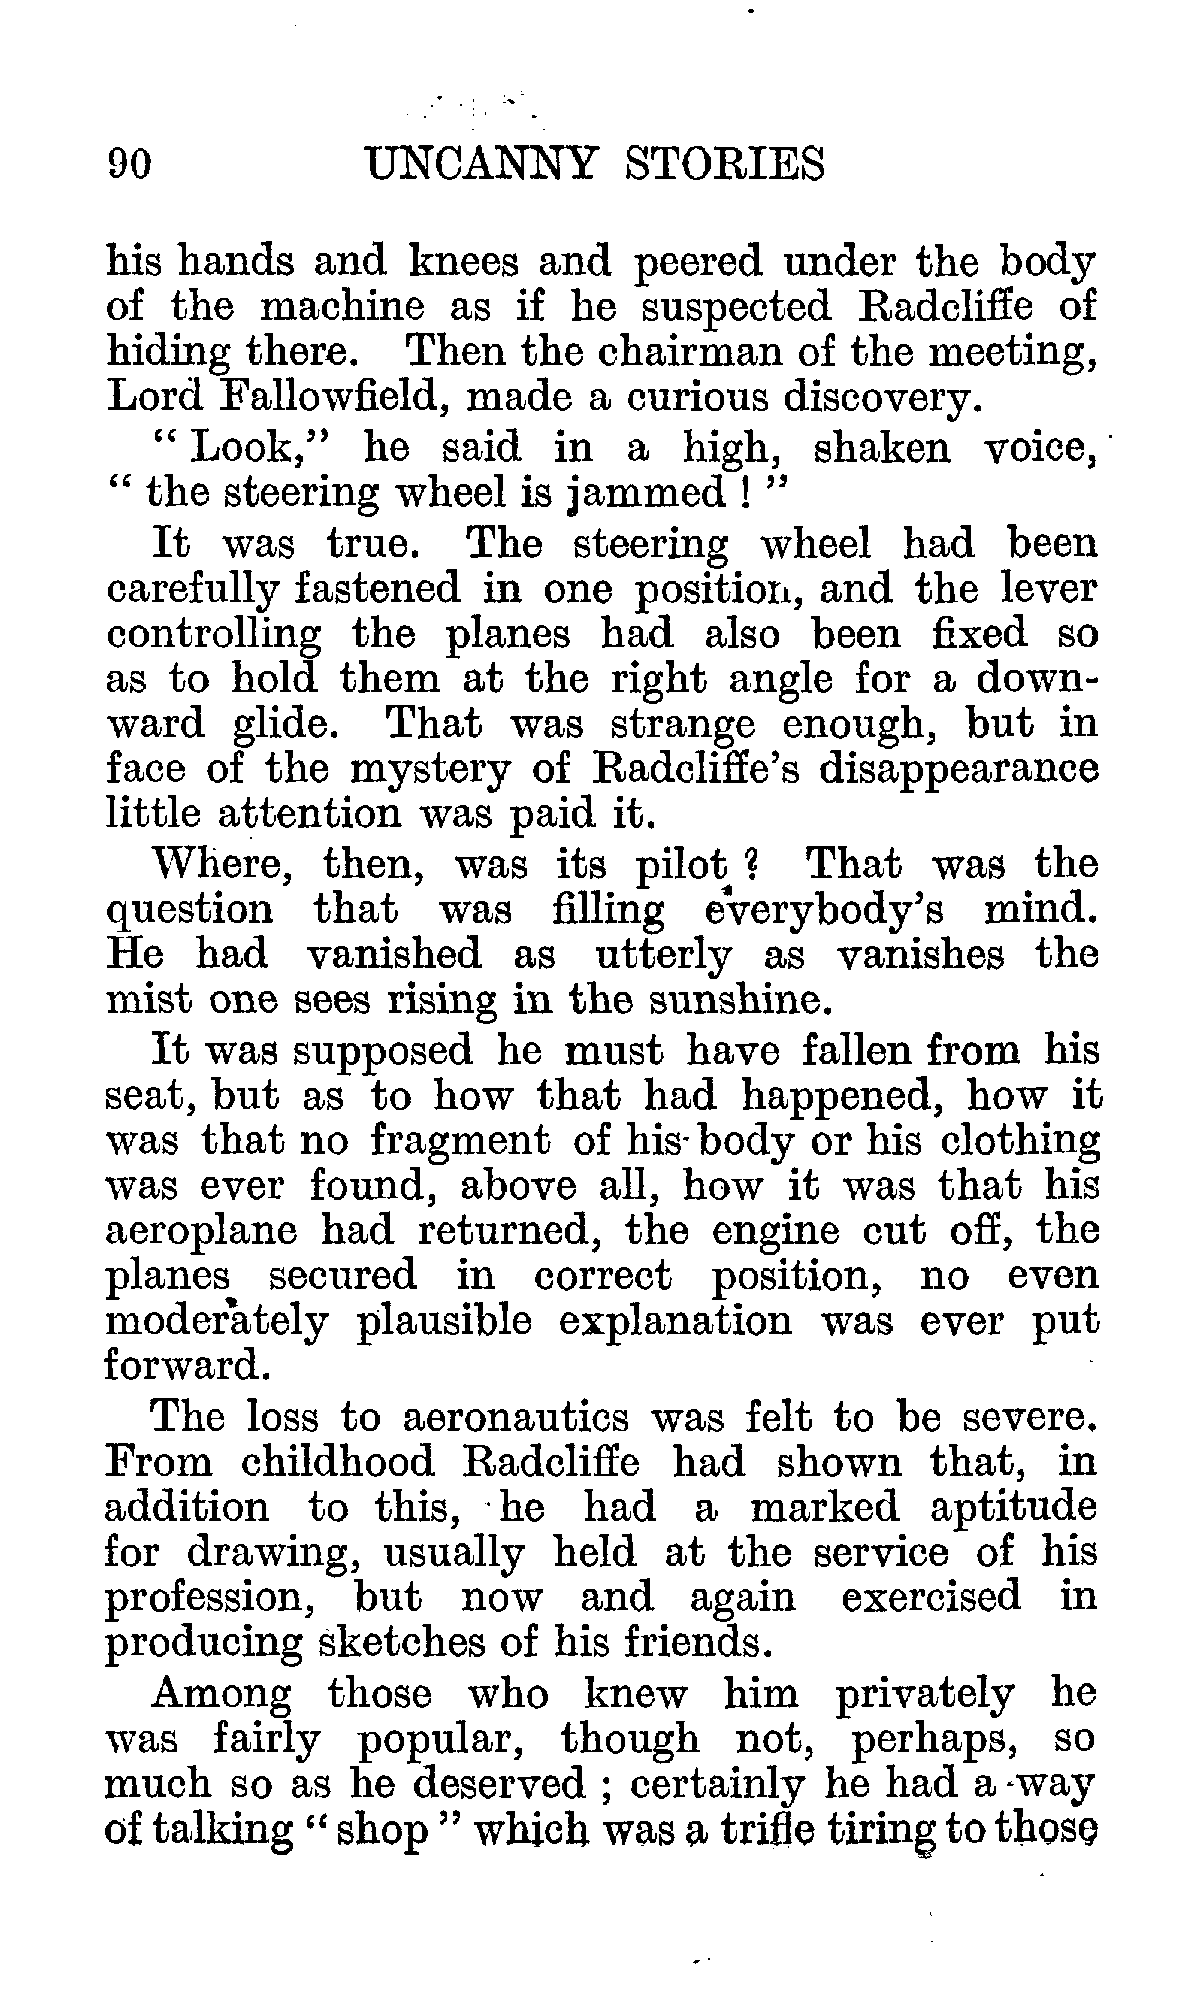 90 UNCANNY STORIES
his hands and knees and peered under the body
of the machine as if he suspected Radcliffe of
hiding there. Then the chairman of the meeting,
Lord Fallowfield, made a curious discovery.
" Look," he said in a high, shaken voice,
" the steering wheel is jammed ! "
It was true. The steering wheel had been
carefully fastened in one position, and the lever
controlling the planes had also been fixed so
as to hold them at the right angle for a down-
ward glide. That was strange enough, but in
face of the mystery of Radcliffe's disappearance
little attention was paid it.
Where, then, was its pilot ? That was the
question that was filling everybody's mind.
He had vanished as utterly as vanishes the
mist one sees rising in the sunshine.
It was supposed he must have fallen from his
seat, but as to how that had happened, how it
was that no fragment of his body or his clothing
was ever found, above all, how it was that his
aeroplane had returned, the engine cut off, the
planes secured in correct position, no even
moderately plausible explanation was ever put
forward.
The loss to aeronautics was felt to be severe.
From childhood Radcliffe had shown that, in
addition to this, he had a marked aptitude
for drawing, usually held at the service of his
profession, but now and again exercised in
producing sketches of his friends.
Among those who knew him privately he
was fairly popular, though not, perhaps, so
much so as he deserved ; certainly he had a way
of talking " shop " which was a trifle tiring to those